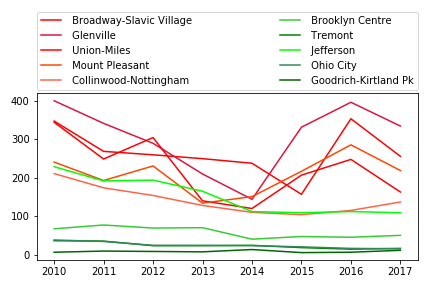 Broadway-Slavic Village
Glenville
Union-Miles
Mount Pleasant
Collinwood-Nottingham
Brooklyn Centre
Tremont
Jefferson
Ohio City
Goodrich-Kirtland Pk
400
300
200
100
0
2010 2011 2012 2013 2014 2015 2016 2017